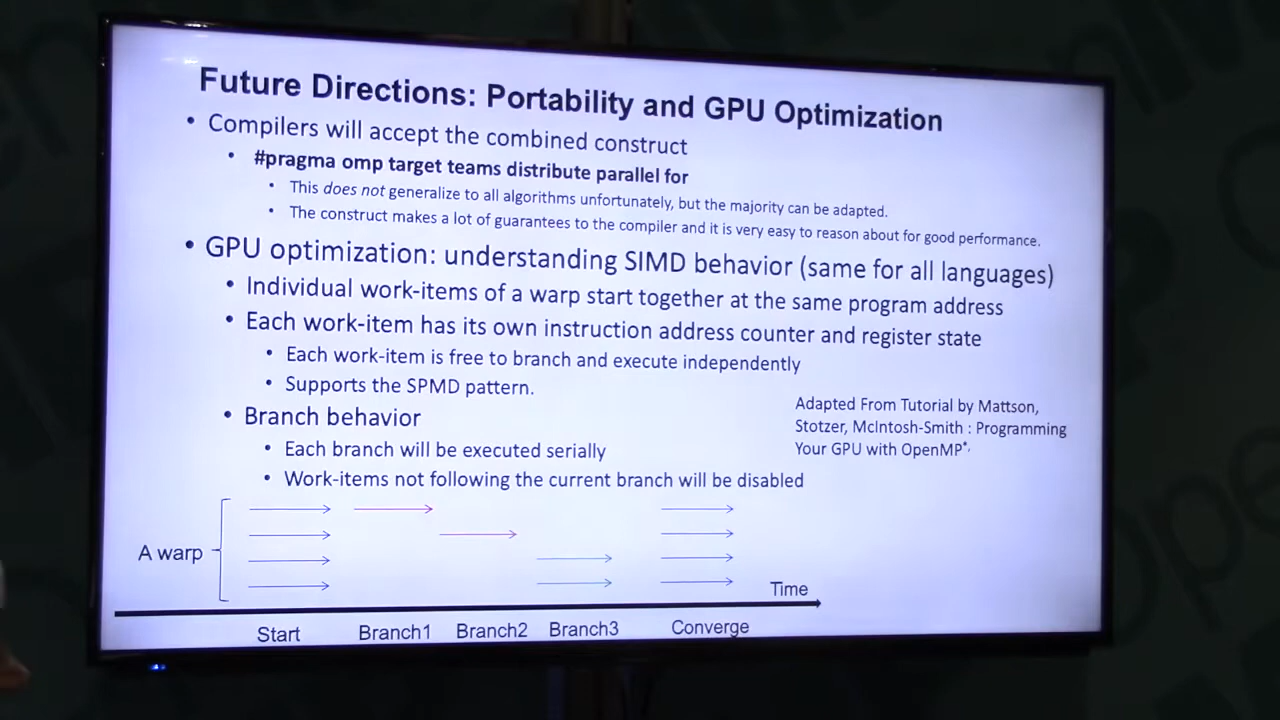 Future Directions: Portability and GPU Optimization
• Compilers will accept the combined construct
• #pragma omp target teams distribute parallel for
• This does not generalize to all algorithms unfortunately, but the majority can be adapted.
• The construct makes a lot of guarantees to the compiler and it is very easy to reason about for good performance.
• GPU optimization: understanding SIMD behavior (same for all languages)
• Individual work-items of a warp start together at the same program address
• Each work-item has its own instruction address counter and register state
• Each work-item is free to branch and execute independently
• Supports the SPMD pattern.
• Branch behavior
• Each branch will be executed serially
• Work-items not following the current branch will be disabled
Adapted From Tutorial by Mattson,
Stotzer, McIntosh-Smith : Programming
Your GPU with OpenMP*,
A warp
Time
Start Branch1 Branch2 Branch3 Converge